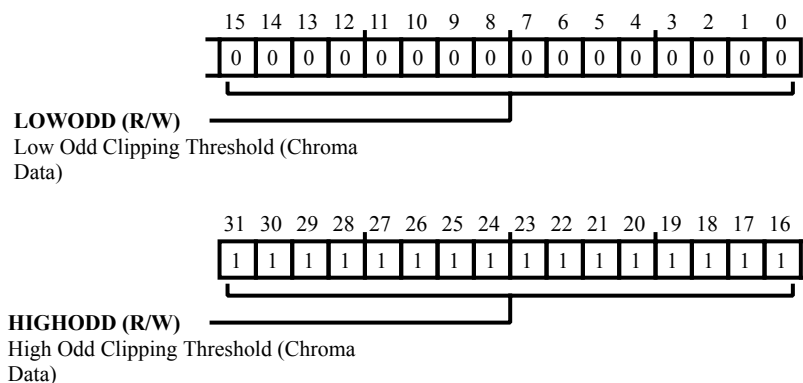 15 14 13 12 11 10 9 8 7 6 5 4 3 2 1 0
0 0 0 0 0 0 0 0 0 0 0 0 0 0 0 0
LOWODD (R/W)
Low Odd Clipping Threshold (Chroma
Data)
31 30 29 28 27 26 25 24 23 22 21 20 19 18 17 16
1 1 1 1 1 1 1 1 1 1 1 1 1 1 1 1
HIGHODD (R/W)
High Odd Clipping Threshold (Chroma
Data)